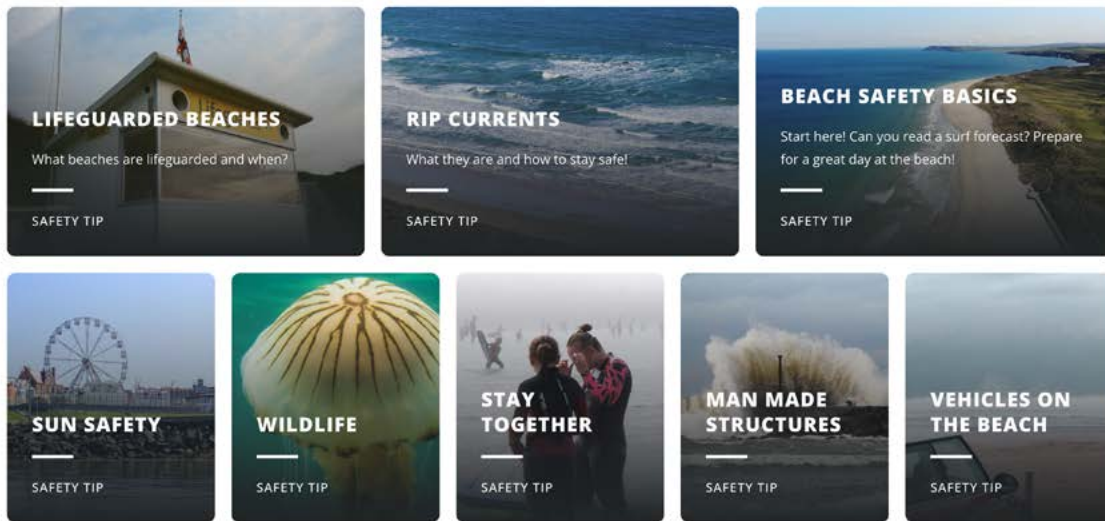 LIFEGUARDED BEACHES
What beaches are lifeguarded and when?
SAFETY TIP
RIP CURRENTS
What they are and how to stay safe!
SAFETY TIP
BEACH SAFETY BASICS
Start here! Can you read a surf forecast? Prepare
for a great day at the beach!
SAFETY TIP
SUN SAFETY
SAFETY TIP
WILDLIFE
SAFETY TIP
STAY
TOGETHER
SAFETY TIP
MAN MADE
STRUCTURES
SAFETY TIP
VEHICLES ON
THE BEACH
SAFETY TIP